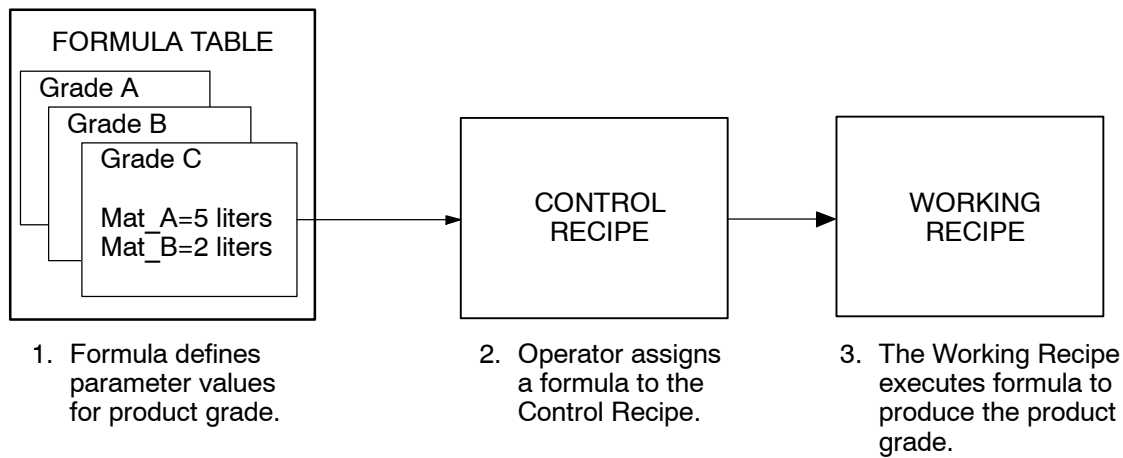 FORMULA TABLE
Grade A
Grade B
Grade C
Mat_A=5 liters
Mat_B=2 liters
CONTROL
RECIPE
WORKING
RECIPE
1. Formula defines
parameter values
for product grade.
2. Operator assigns
a formula to the
Control Recipe.
3. The Working Recipe
executes formula to
produce the product
grade.